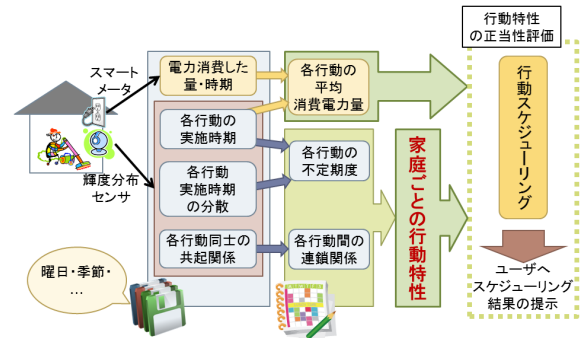 スマート
メータ
輝度分布
センサ
曜日・季節・
…
電力消費した
量・時期
各行動の
実施時期
各行動
実施時期
の分散
各行動同士の
共起関係
各行動の
平均
消費電力量
各行動の
不定期度
各行動間の
連鎖関係
家庭ごとの行動特性
行動特性
の正当性評価
行動スケジューリング
ユーザへ
スケジューリング
結果の提示